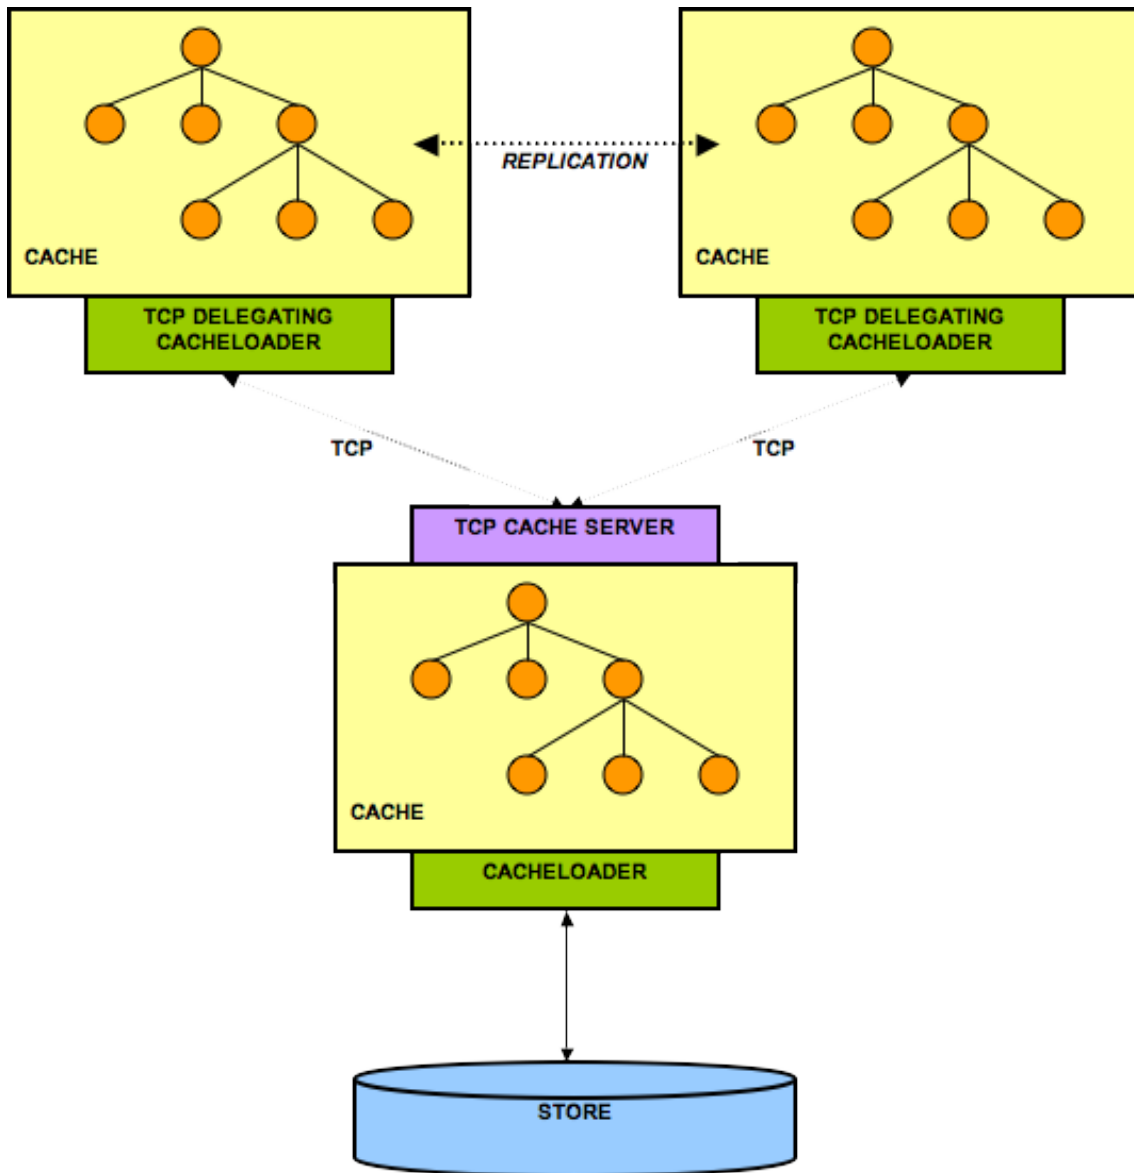 REPLICATION
CACHE
CACHE
TCP DELEGATING
CACHELOADER
TCP DELEGATING
CACHELOADER
TCP
TCP
TCP CACHE SERVER
CACHE
CACHELOADER
STORE